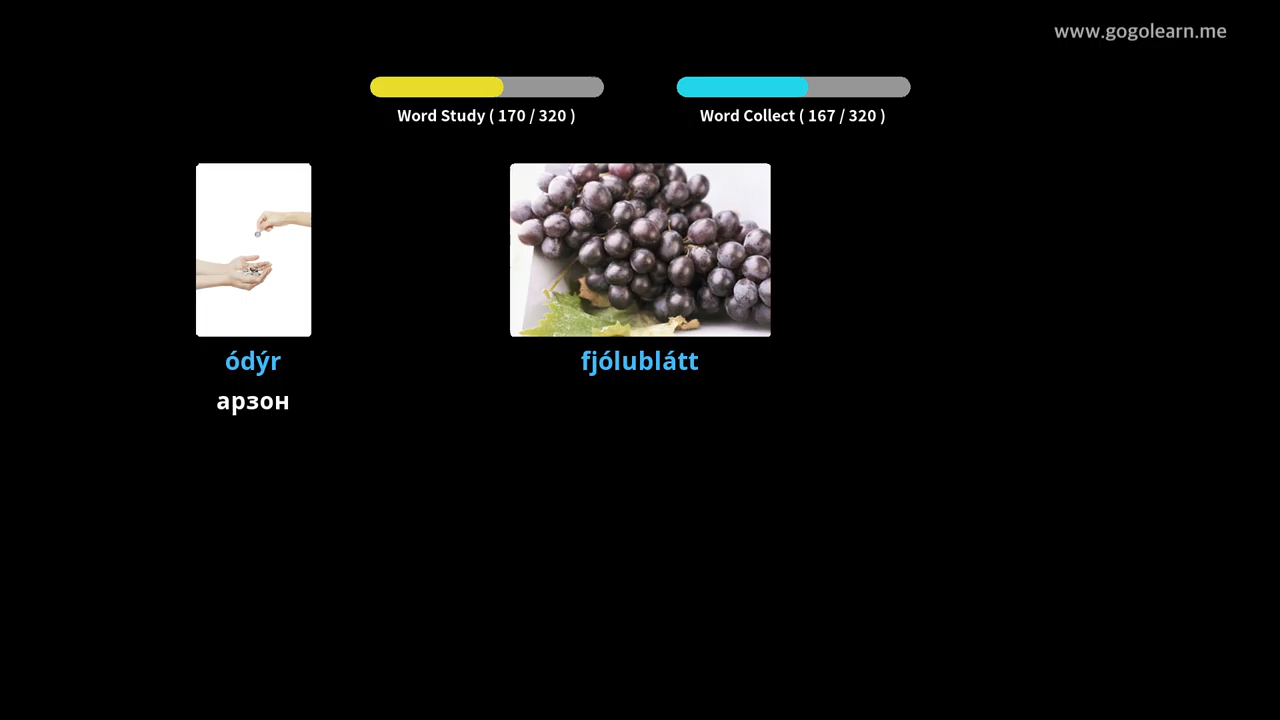 www.gogolearn.me
Word Study ( 170 / 320 )
Word Collect ( 167 / 320 )
ódýr
fjólublátt
арзон